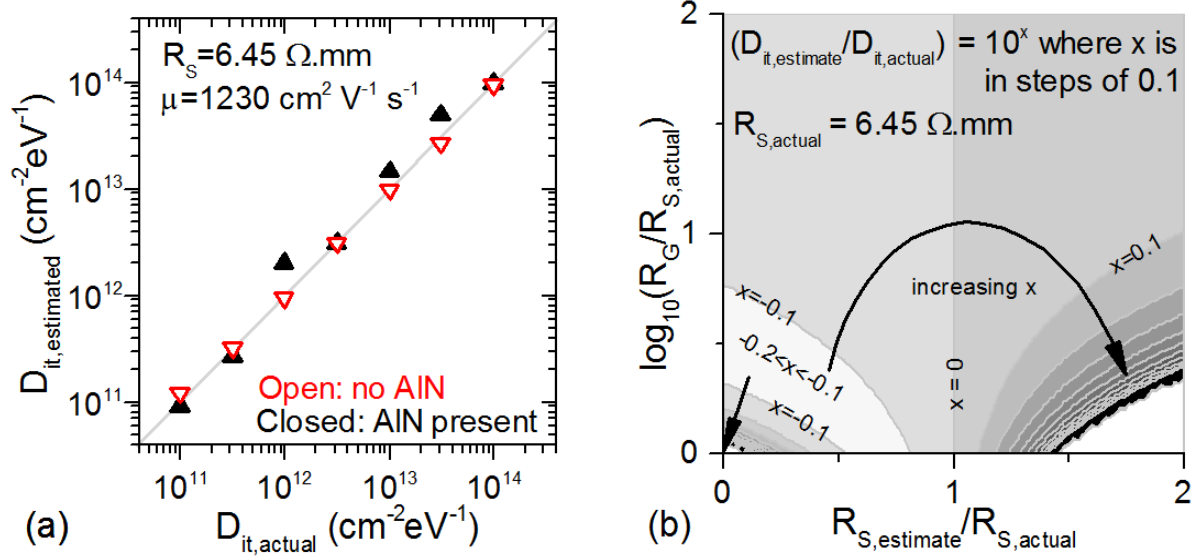 R_S=6.45 Ω.mm
μ=1230 cm² V⁻¹ s⁻¹
D_it,estimated (cm⁻²eV⁻¹)
10¹⁴
10¹³
10¹²
10¹¹
Open: no AlN
Closed: AlN present
10¹¹ 10¹² 10¹³ 10¹⁴
(a) D_it,actual (cm⁻²eV⁻¹)
(D_it,estimate/D_it,actual) = 10ˣ where x is
in steps of 0.1
R_S,actual = 6.45 Ω.mm
log₁₀(R_G/R_S,actual)
2
1
0
x=0.1
increasing x
x=-0.1
-0.2<x<-0.1
x=-0.1
x = 0
0 1 2
(b) R_S,estimate/R_S,actual